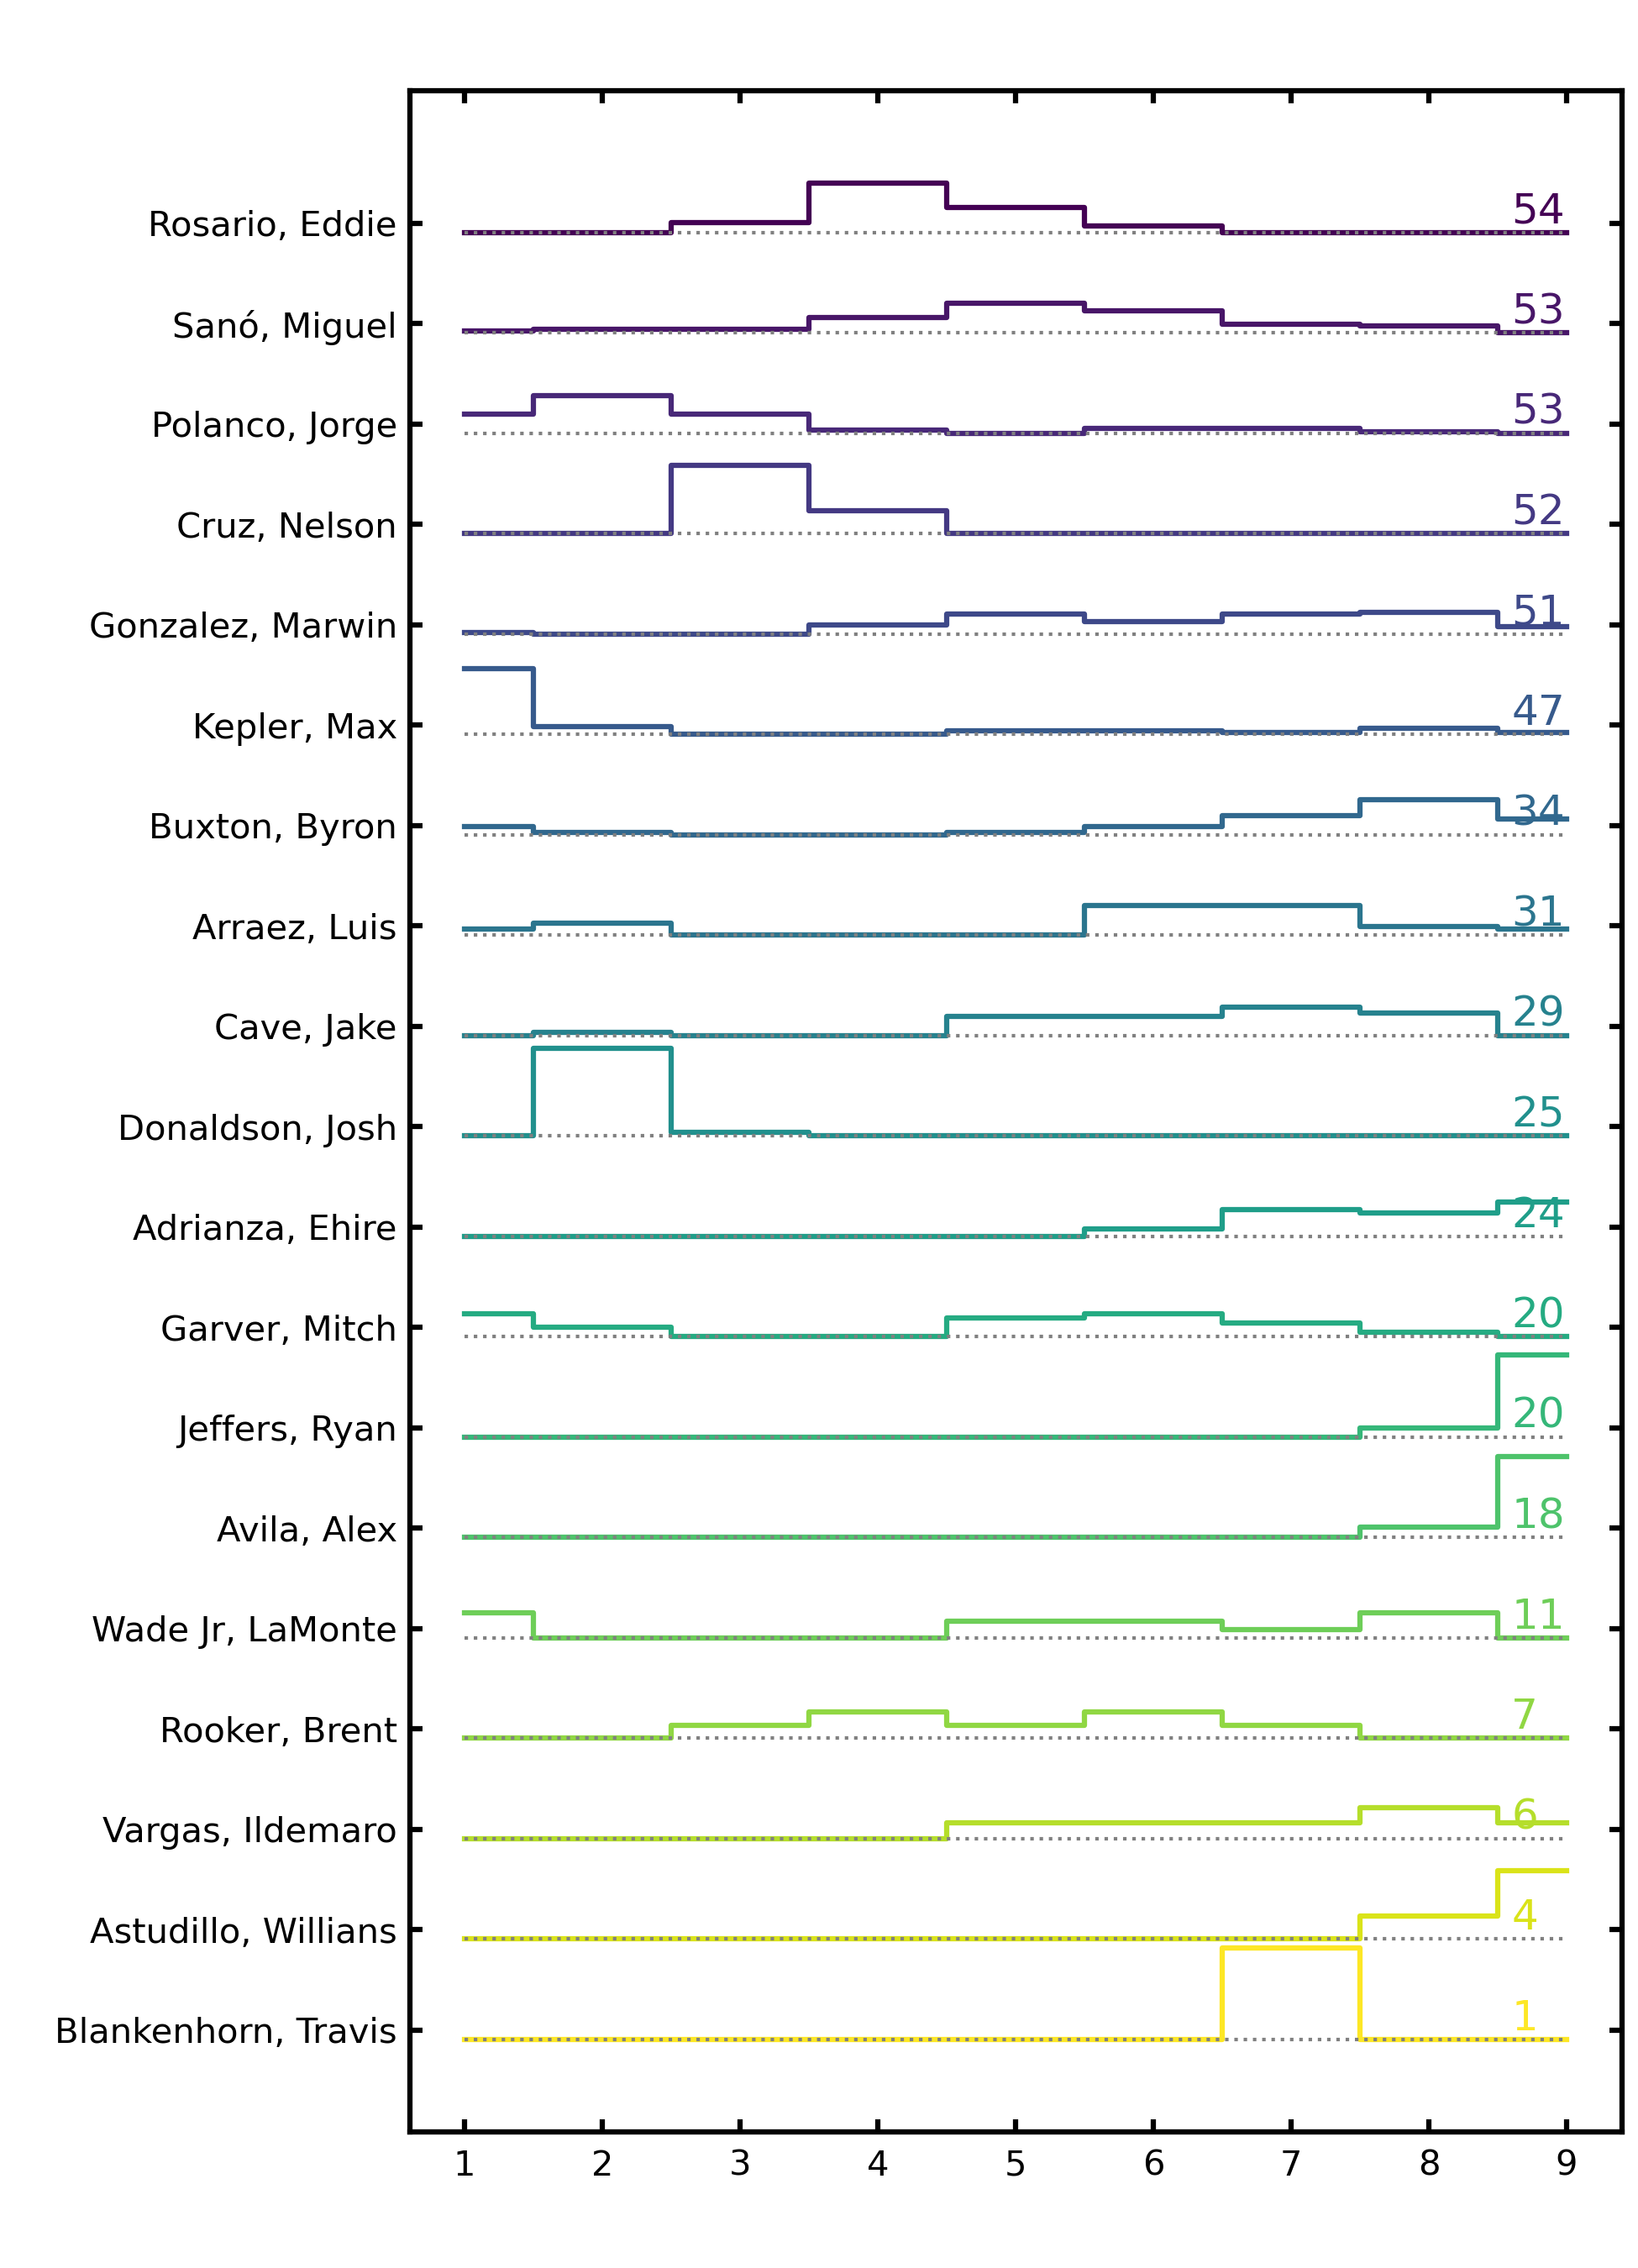 Rosario, Eddie 54
Sanó, Miguel 53
Polanco, Jorge 53
Cruz, Nelson 52
Gonzalez, Marwin 51
Kepler, Max 47
Buxton, Byron 34
Arraez, Luis 31
Cave, Jake 29
Donaldson, Josh 25
Adrianza, Ehire 24
Garver, Mitch 20
Jeffers, Ryan 20
Avila, Alex 18
Wade Jr, LaMonte 11
Rooker, Brent 7
Vargas, Ildemaro 6
Astudillo, Willians 4
Blankenhorn, Travis 1
1 2 3 4 5 6 7 8 9